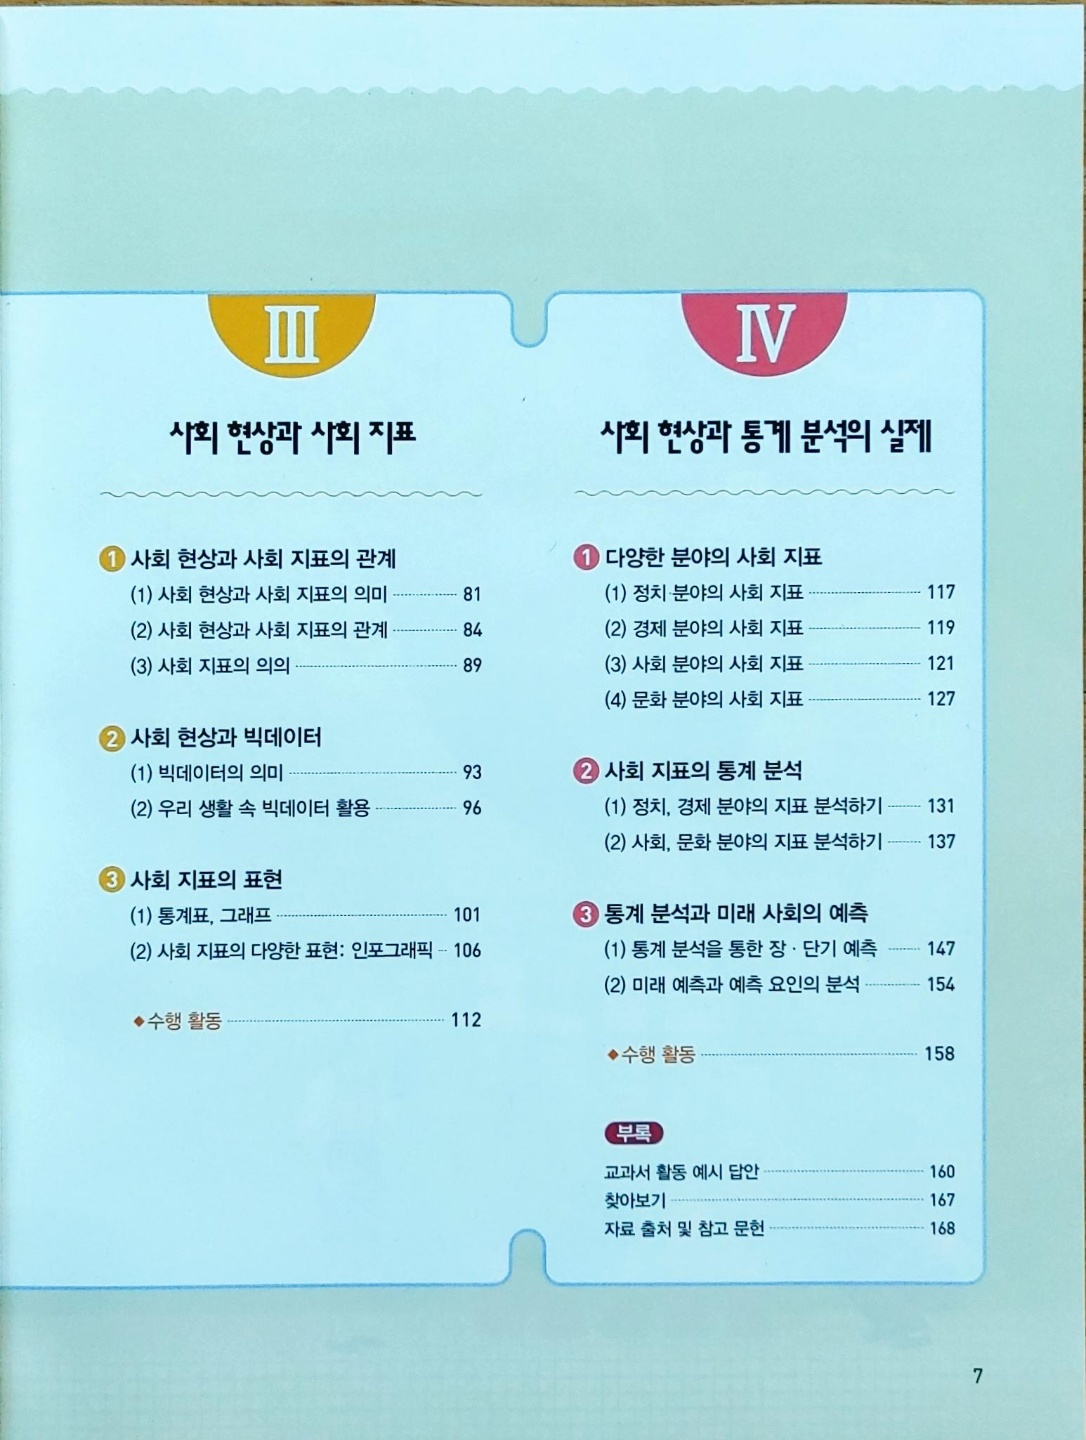 III
사회 현상과 사회 지표
1 사회 현상과 사회 지표의 관계
(1) 사회 현상과 사회 지표의 의미 81
(2) 사회 현상과 사회 지표의 관계 84
(3) 사회 지표의 의의 89
2 사회 현상과 빅데이터
(1) 빅데이터의 의미 93
(2) 우리 생활 속 빅데이터 활용 96
3 사회 지표의 표현
(1) 통계표, 그래프 101
(2) 사회 지표의 다양한 표현: 인포그래픽 106
◆수행 활동 112
IV
사회 현상과 통계 분석의 실제
1 다양한 분야의 사회 지표
(1) 정치 분야의 사회 지표 117
(2) 경제 분야의 사회 지표 119
(3) 사회 분야의 사회 지표 121
(4) 문화 분야의 사회 지표 127
2 사회 지표의 통계 분석
(1) 정치, 경제 분야의 지표 분석하기 131
(2) 사회, 문화 분야의 지표 분석하기 137
3 통계 분석과 미래 사회의 예측
(1) 통계 분석을 통한 장·단기 예측 147
(2) 미래 예측과 예측 요인의 분석 154
◆수행 활동 158
부록
교과서 활동 예시 답안 160
찾아보기 167
자료 출처 및 참고 문헌 168
7